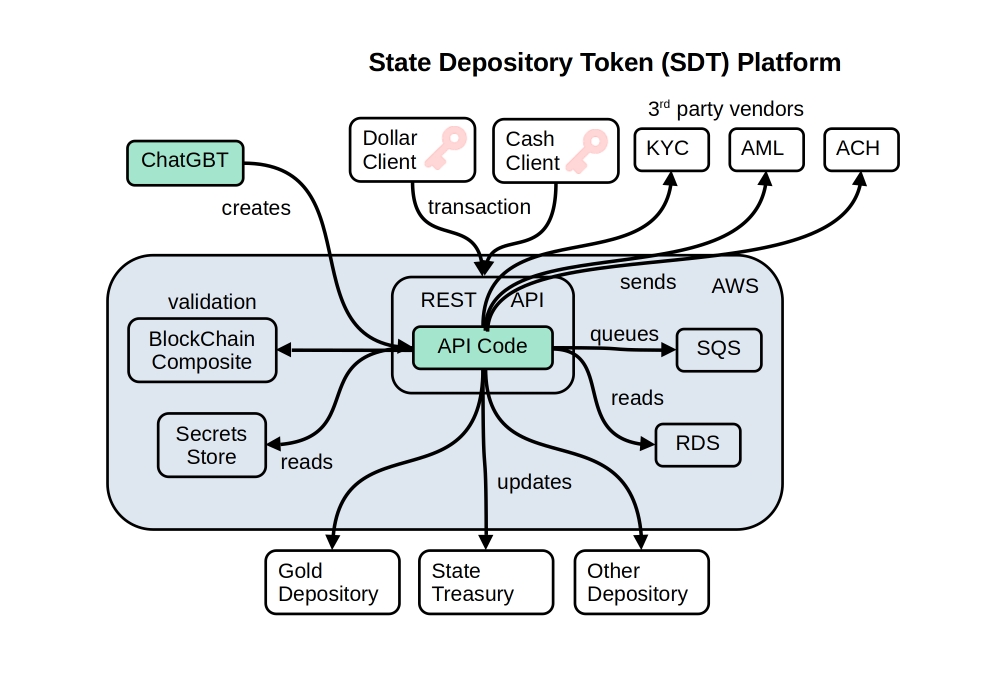 State Depository Token (SDT) Platform
3rd party vendors
ChatGBT
Dollar
Client
Cash
Client
KYC
AML
ACH
creates
transaction
sends
AWS
validation
REST API
BlockChain
Composite
API Code
queues
SQS
reads
Secrets
Store
reads
RDS
updates
Gold
Depository
State
Treasury
Other
Depository